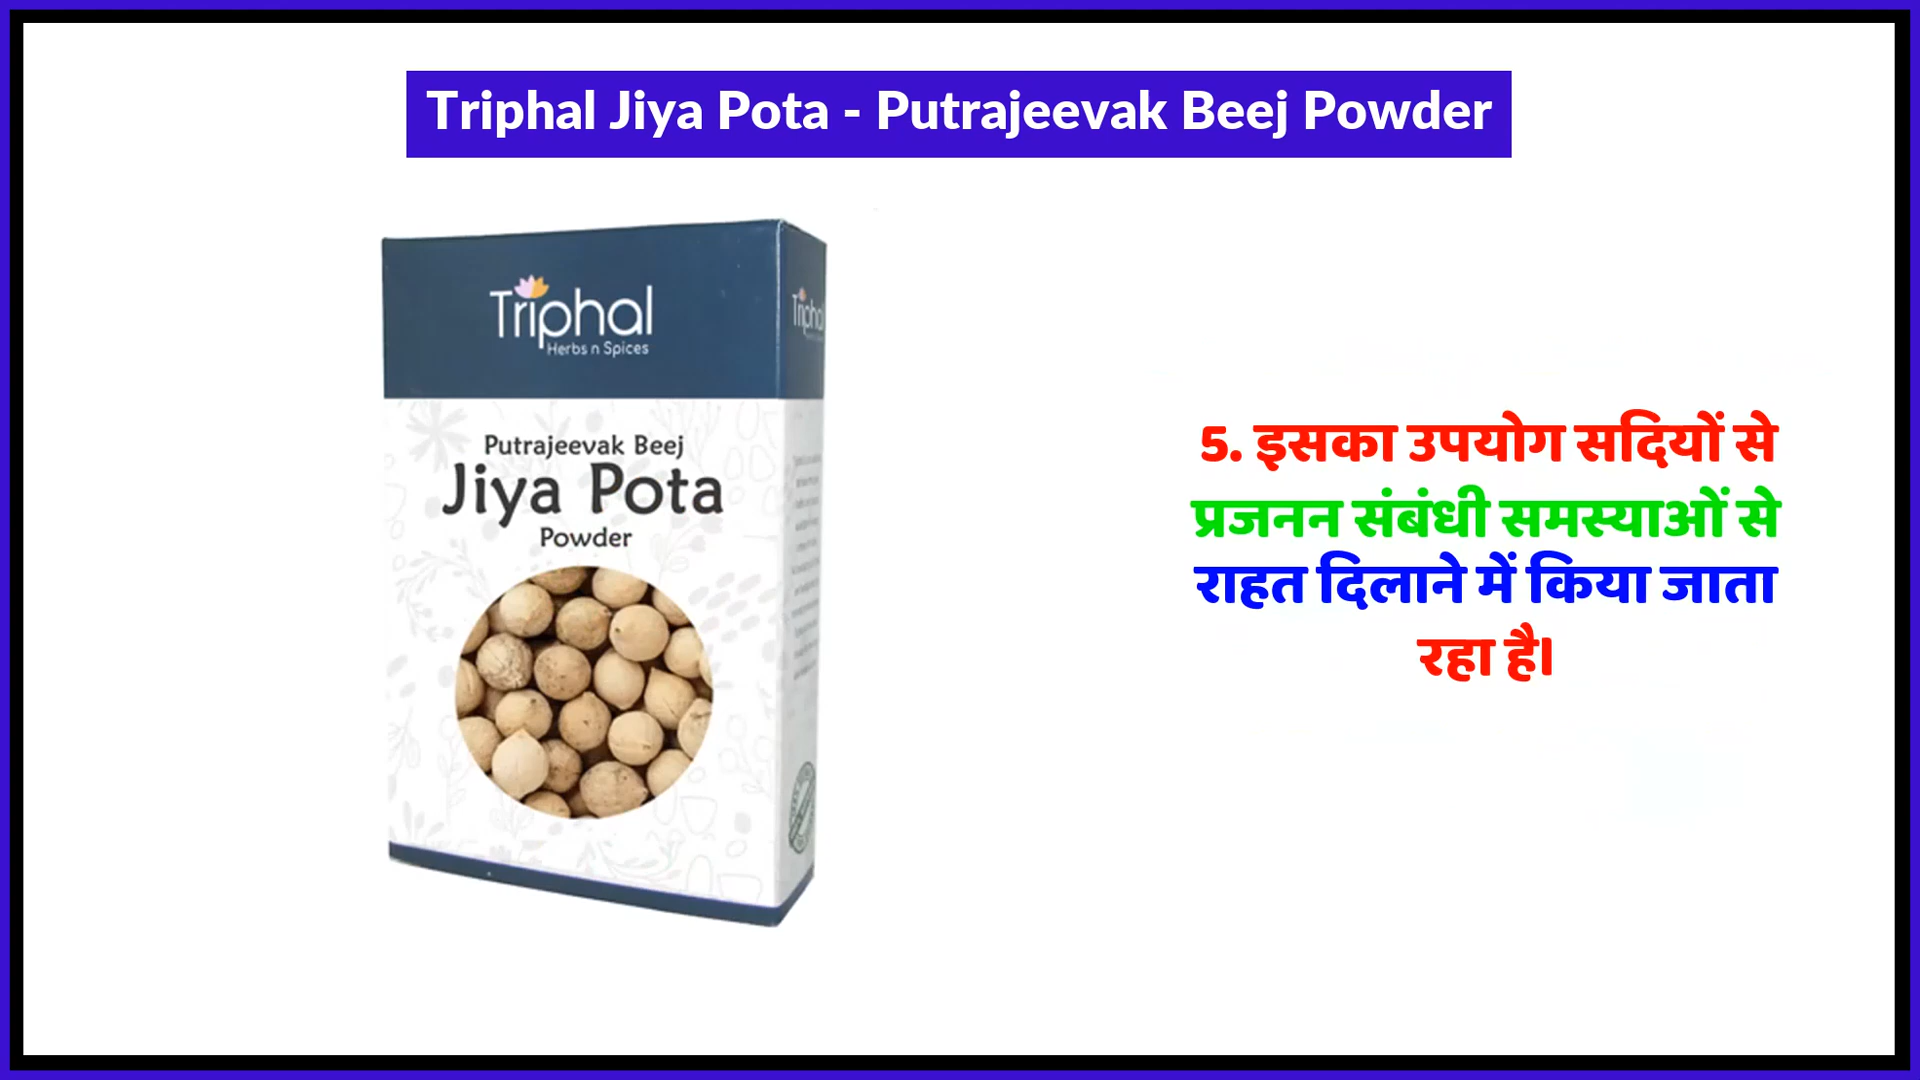 Triphal Jiya Pota - Putrajeevak Beej Powder
Triphal
Herbs n Spices
Triphal
Putrajeevak Beej
Jiya Pota
Powder
5. इसका उपयोग सदियों से
प्रजनन संबंधी समस्याओं से
राहत दिलाने में किया जाता
रहा है।